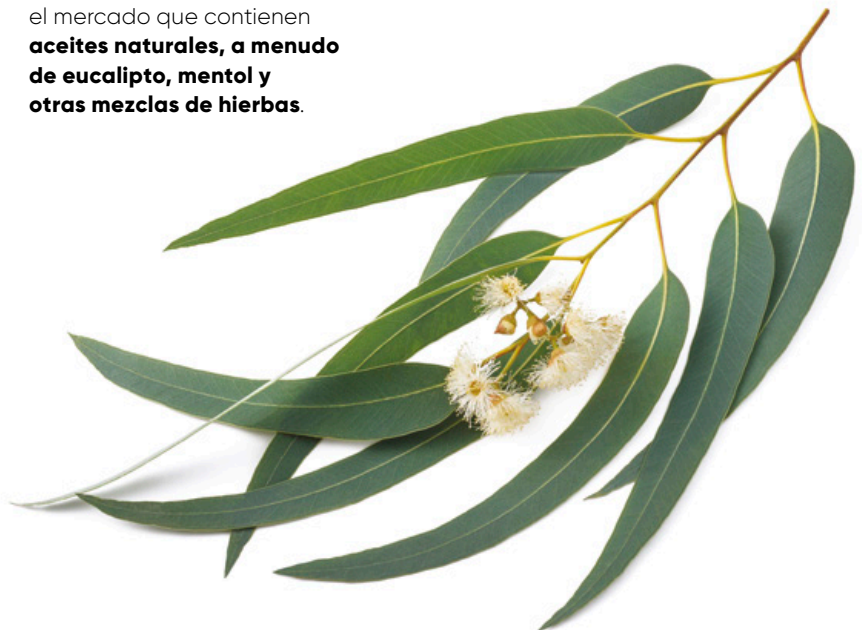 el mercado que contienen
aceites naturales, a menudo
de eucalipto, mentol y
otras mezclas de hierbas.